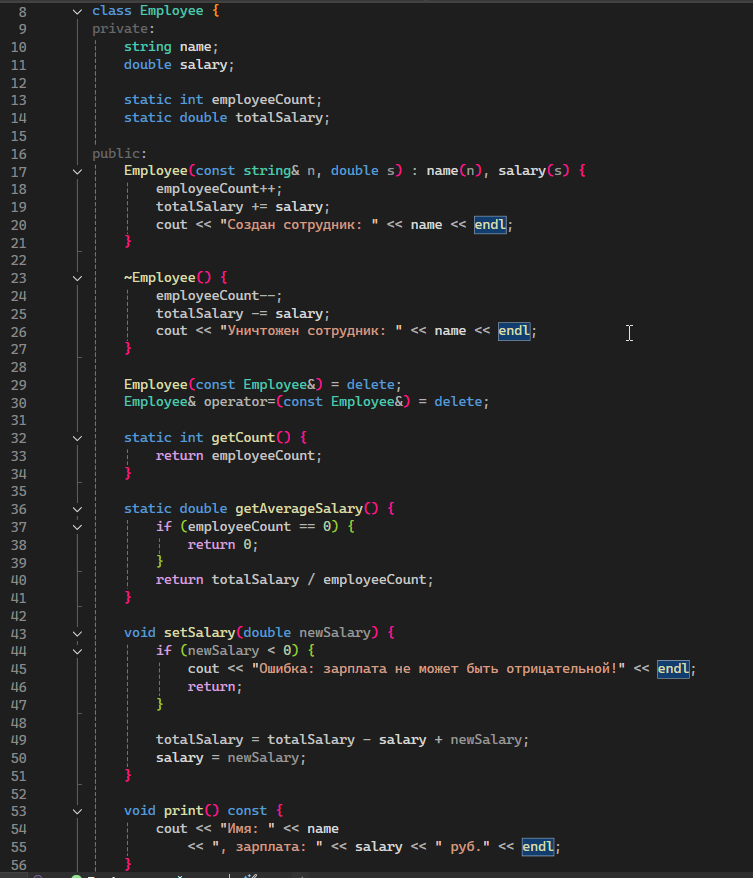 8 class Employee {
9 private:
10 string name;
11 double salary;
12
13 static int employeeCount;
14 static double totalSalary;
15
16 public:
17 Employee(const string& n, double s) : name(n), salary(s) {
18 employeeCount++;
19 totalSalary += salary;
20 cout << "Создан сотрудник: " << name << endl;
21 }
22
23 ~Employee() {
24 employeeCount--;
25 totalSalary -= salary;
26 cout << "Уничтожен сотрудник: " << name << endl;
27 }
28
29 Employee(const Employee&) = delete;
30 Employee& operator=(const Employee&) = delete;
31
32 static int getCount() {
33 return employeeCount;
34 }
35
36 static double getAverageSalary() {
37 if (employeeCount == 0) {
38 return 0;
39 }
40 return totalSalary / employeeCount;
41 }
42
43 void setSalary(double newSalary) {
44 if (newSalary < 0) {
45 cout << "Ошибка: зарплата не может быть отрицательной!" << endl;
46 return;
47 }
48
49 totalSalary = totalSalary - salary + newSalary;
50 salary = newSalary;
51 }
52
53 void print() const {
54 cout << "Имя: " << name
55 << ", зарплата: " << salary << " руб." << endl;
56 }